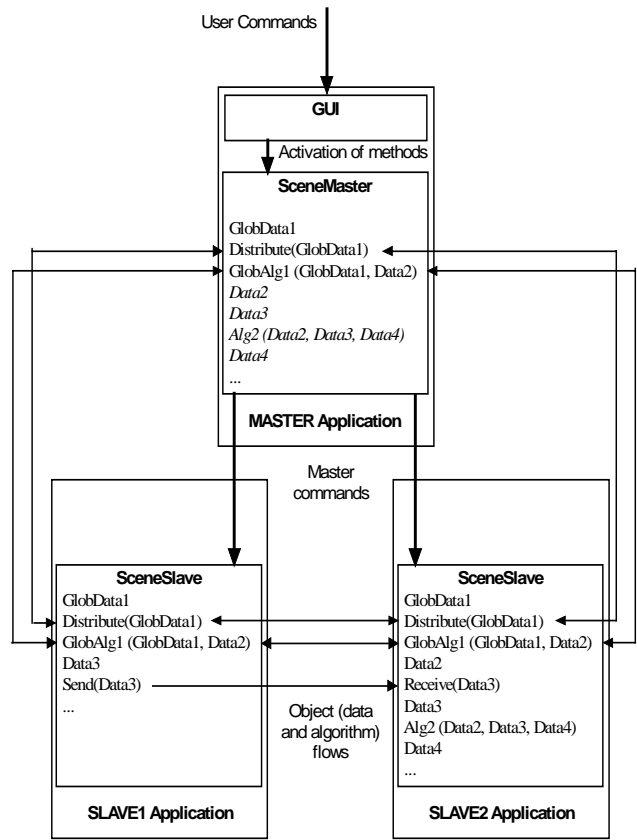 User Commands
GUI
Activation of methods
SceneMaster
GlobData1
Distribute(GlobData1)
GlobAlg1 (GlobData1, Data2)
Data2
Data3
Alg2 (Data2, Data3, Data4)
Data4
...
MASTER Application
Master
commands
SceneSlave
GlobData1
Distribute(GlobData1)
GlobAlg1 (GlobData1, Data2)
Data3
Send(Data3)
...
SLAVE1 Application
Object (data
and algorithm)
flows
SceneSlave
GlobData1
Distribute(GlobData1)
GlobAlg1 (GlobData1, Data2)
Data2
Receive(Data3)
Data3
Alg2 (Data2, Data3, Data4)
Data4
...
SLAVE2 Application